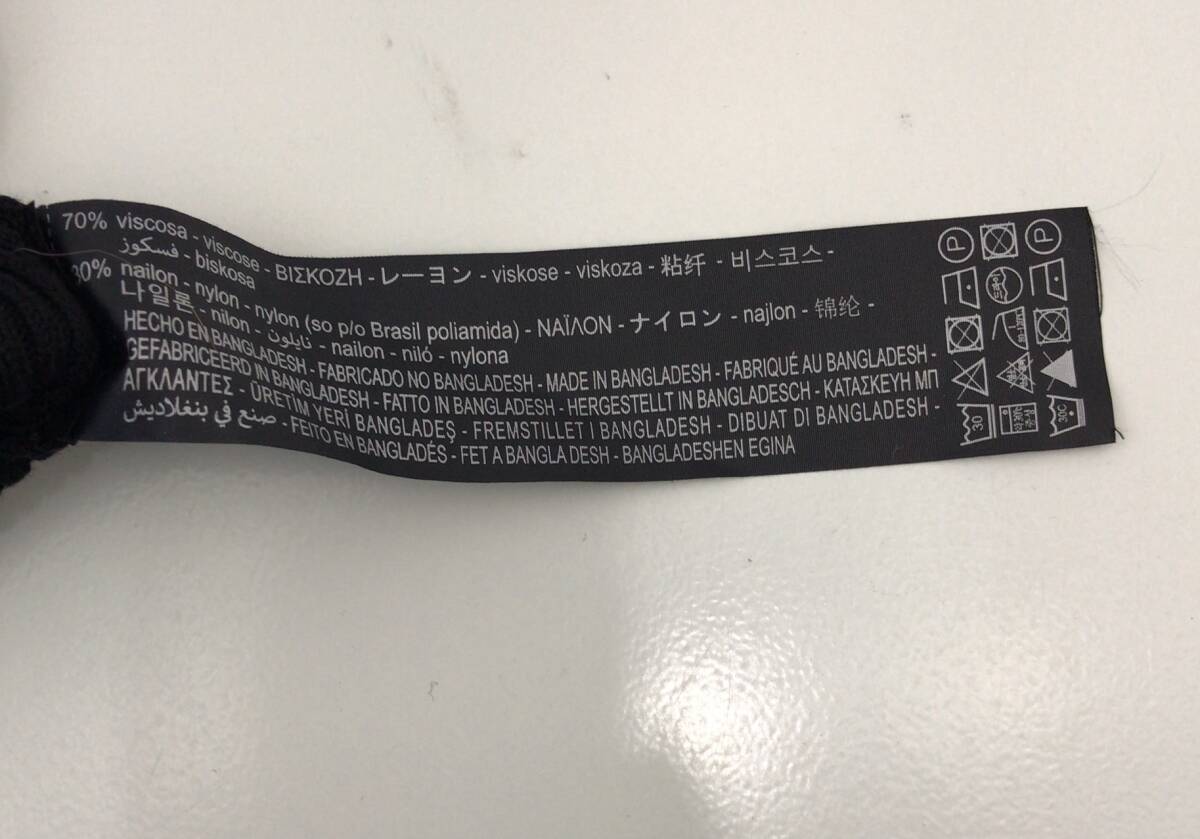 70% viscosa - viscose - ΒΙΣΚΟΖΗ - レーヨン - viskose - viskoza - 粘纤 - 비스코스 -
فسكوز - biskosa
30% nailon - nylon - nylon (so p/o Brasil poliamida) - ΝΑΪΛΟΝ - ナイロン - najlon - 锦纶 -
나일론 - nilon - نايلون - nailon - niló - nylona
HECHO EN BANGLADESH - FABRICADO NO BANGLADESH - MADE IN BANGLADESH - FABRIQUÉ AU BANGLADESH -
GEFABRICEERD IN BANGLADESH - FATTO IN BANGLADESH - HERGESTELLT IN BANGLADESCH - ΚΑΤΑΣΚΕΥΗ ΜΠ
ΑΓΚΛΑΝΤΕΣ - ÜRETİM YERİ BANGLADEŞ - FREMSTILLET I BANGLADESH - DIBUAT DI BANGLADESH -
صنع في بنغلاديش - FEITO EN BANGLADÉS - FET A BANGLA DESH - BANGLADESHEN EGINA
P P
30 30C